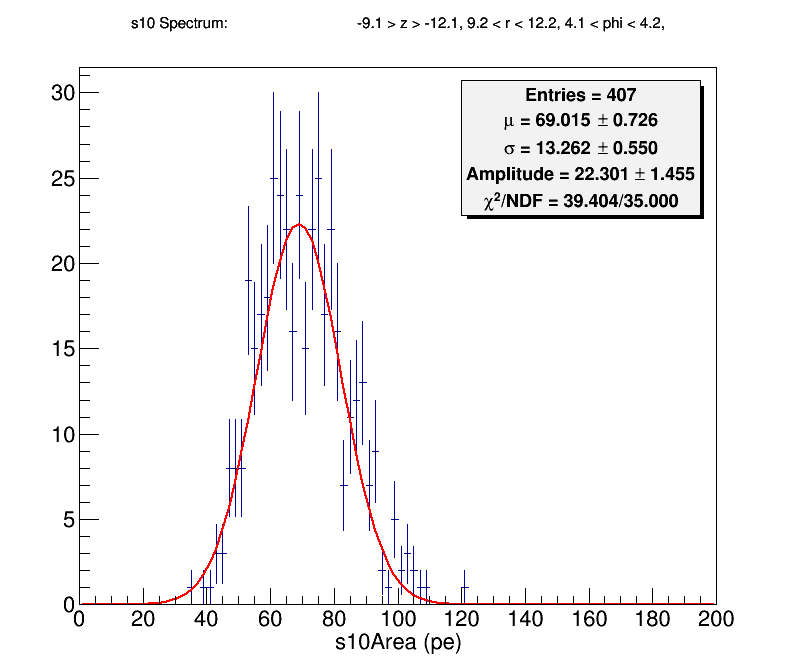 s10 Spectrum: -9.1 > z > -12.1, 9.2 < r < 12.2, 4.1 < phi < 4.2,
Entries = 407
μ = 69.015 ± 0.726
σ = 13.262 ± 0.550
Amplitude = 22.301 ± 1.455
χ²/NDF = 39.404/35.000
30
25
20
15
10
5
0
0 20 40 60 80 100 120 140 160 180 200
s10Area (pe)